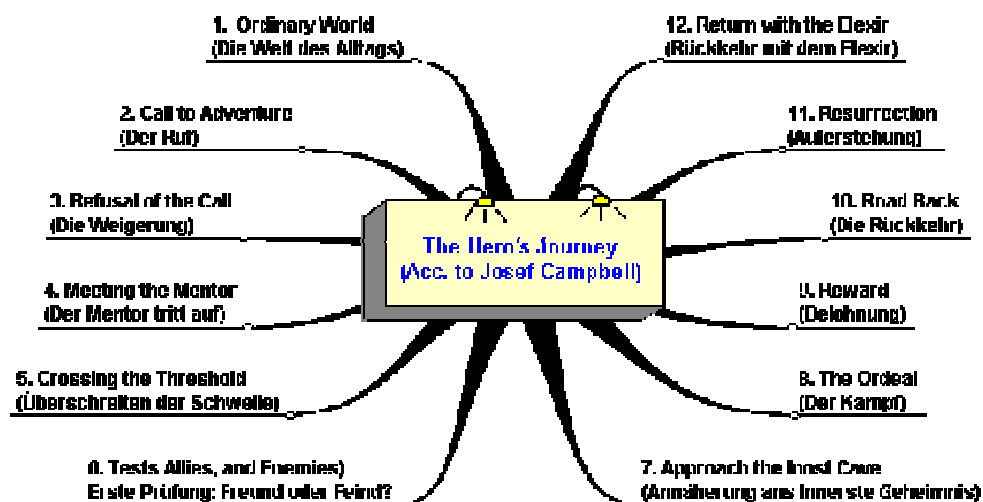 The Hero's Journey
(Acc. to Josef Campbell)
1. Ordinary World
(Die Welt des Alltags)
2. Call to Adventure
(Der Ruf)
3. Refusal of the Call
(Die Weigerung)
4. Meeting the Mentor
(Der Mentor tritt auf)
5. Crossing the Threshold
(Überschreiten der Schwelle)
6. Tests Allies, and Enemies)
Erste Prüfung: Freund oder Feind?
7. Approach the Inost Cave
(Annäherung ans Innerste Geheimnis)
8. The Ordeal
(Der Kampf)
9. Reward
(Belohnung)
10. Road Back
(Die Rückkehr)
11. Resurrection
(Auferstehung)
12. Return with the Elexir
(Rückkehr mit dem Elexir)